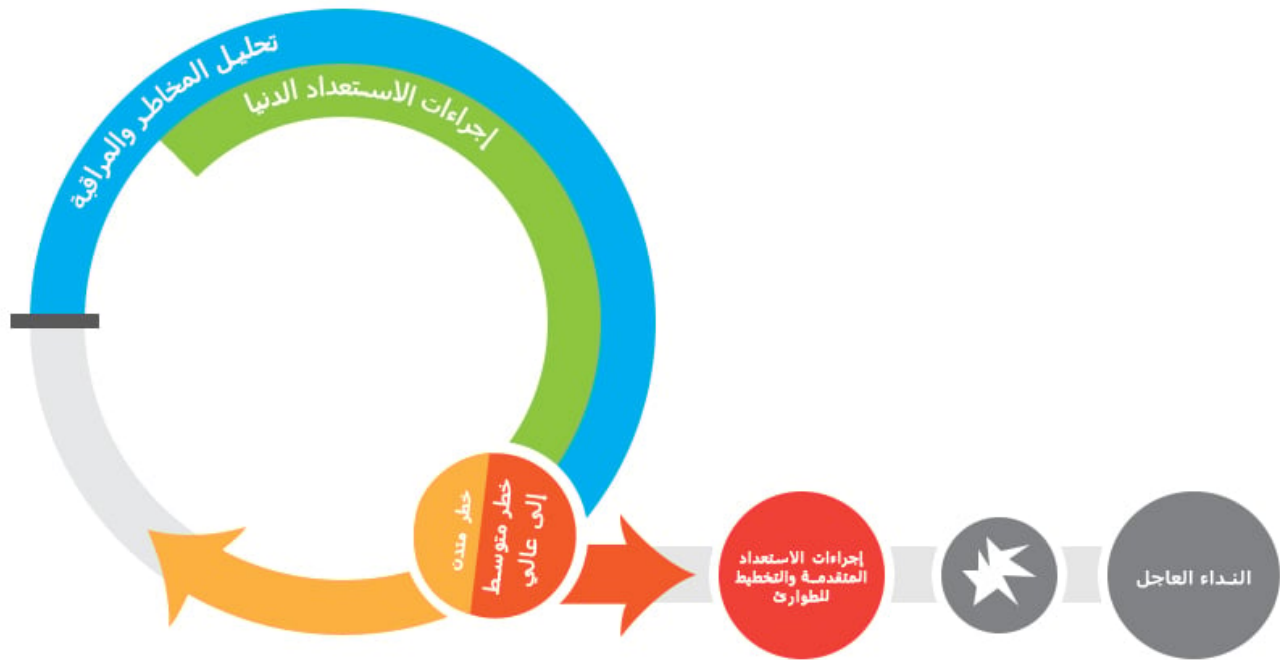 تحليل المخاطر والمراقبة
إجراءات الاستعداد الدنيا
خطر متوسط
إلى عالي
خطر متدن
إجراءات الاستعداد
المتقدمة والتخطيط
للطوارئ
النداء العاجل